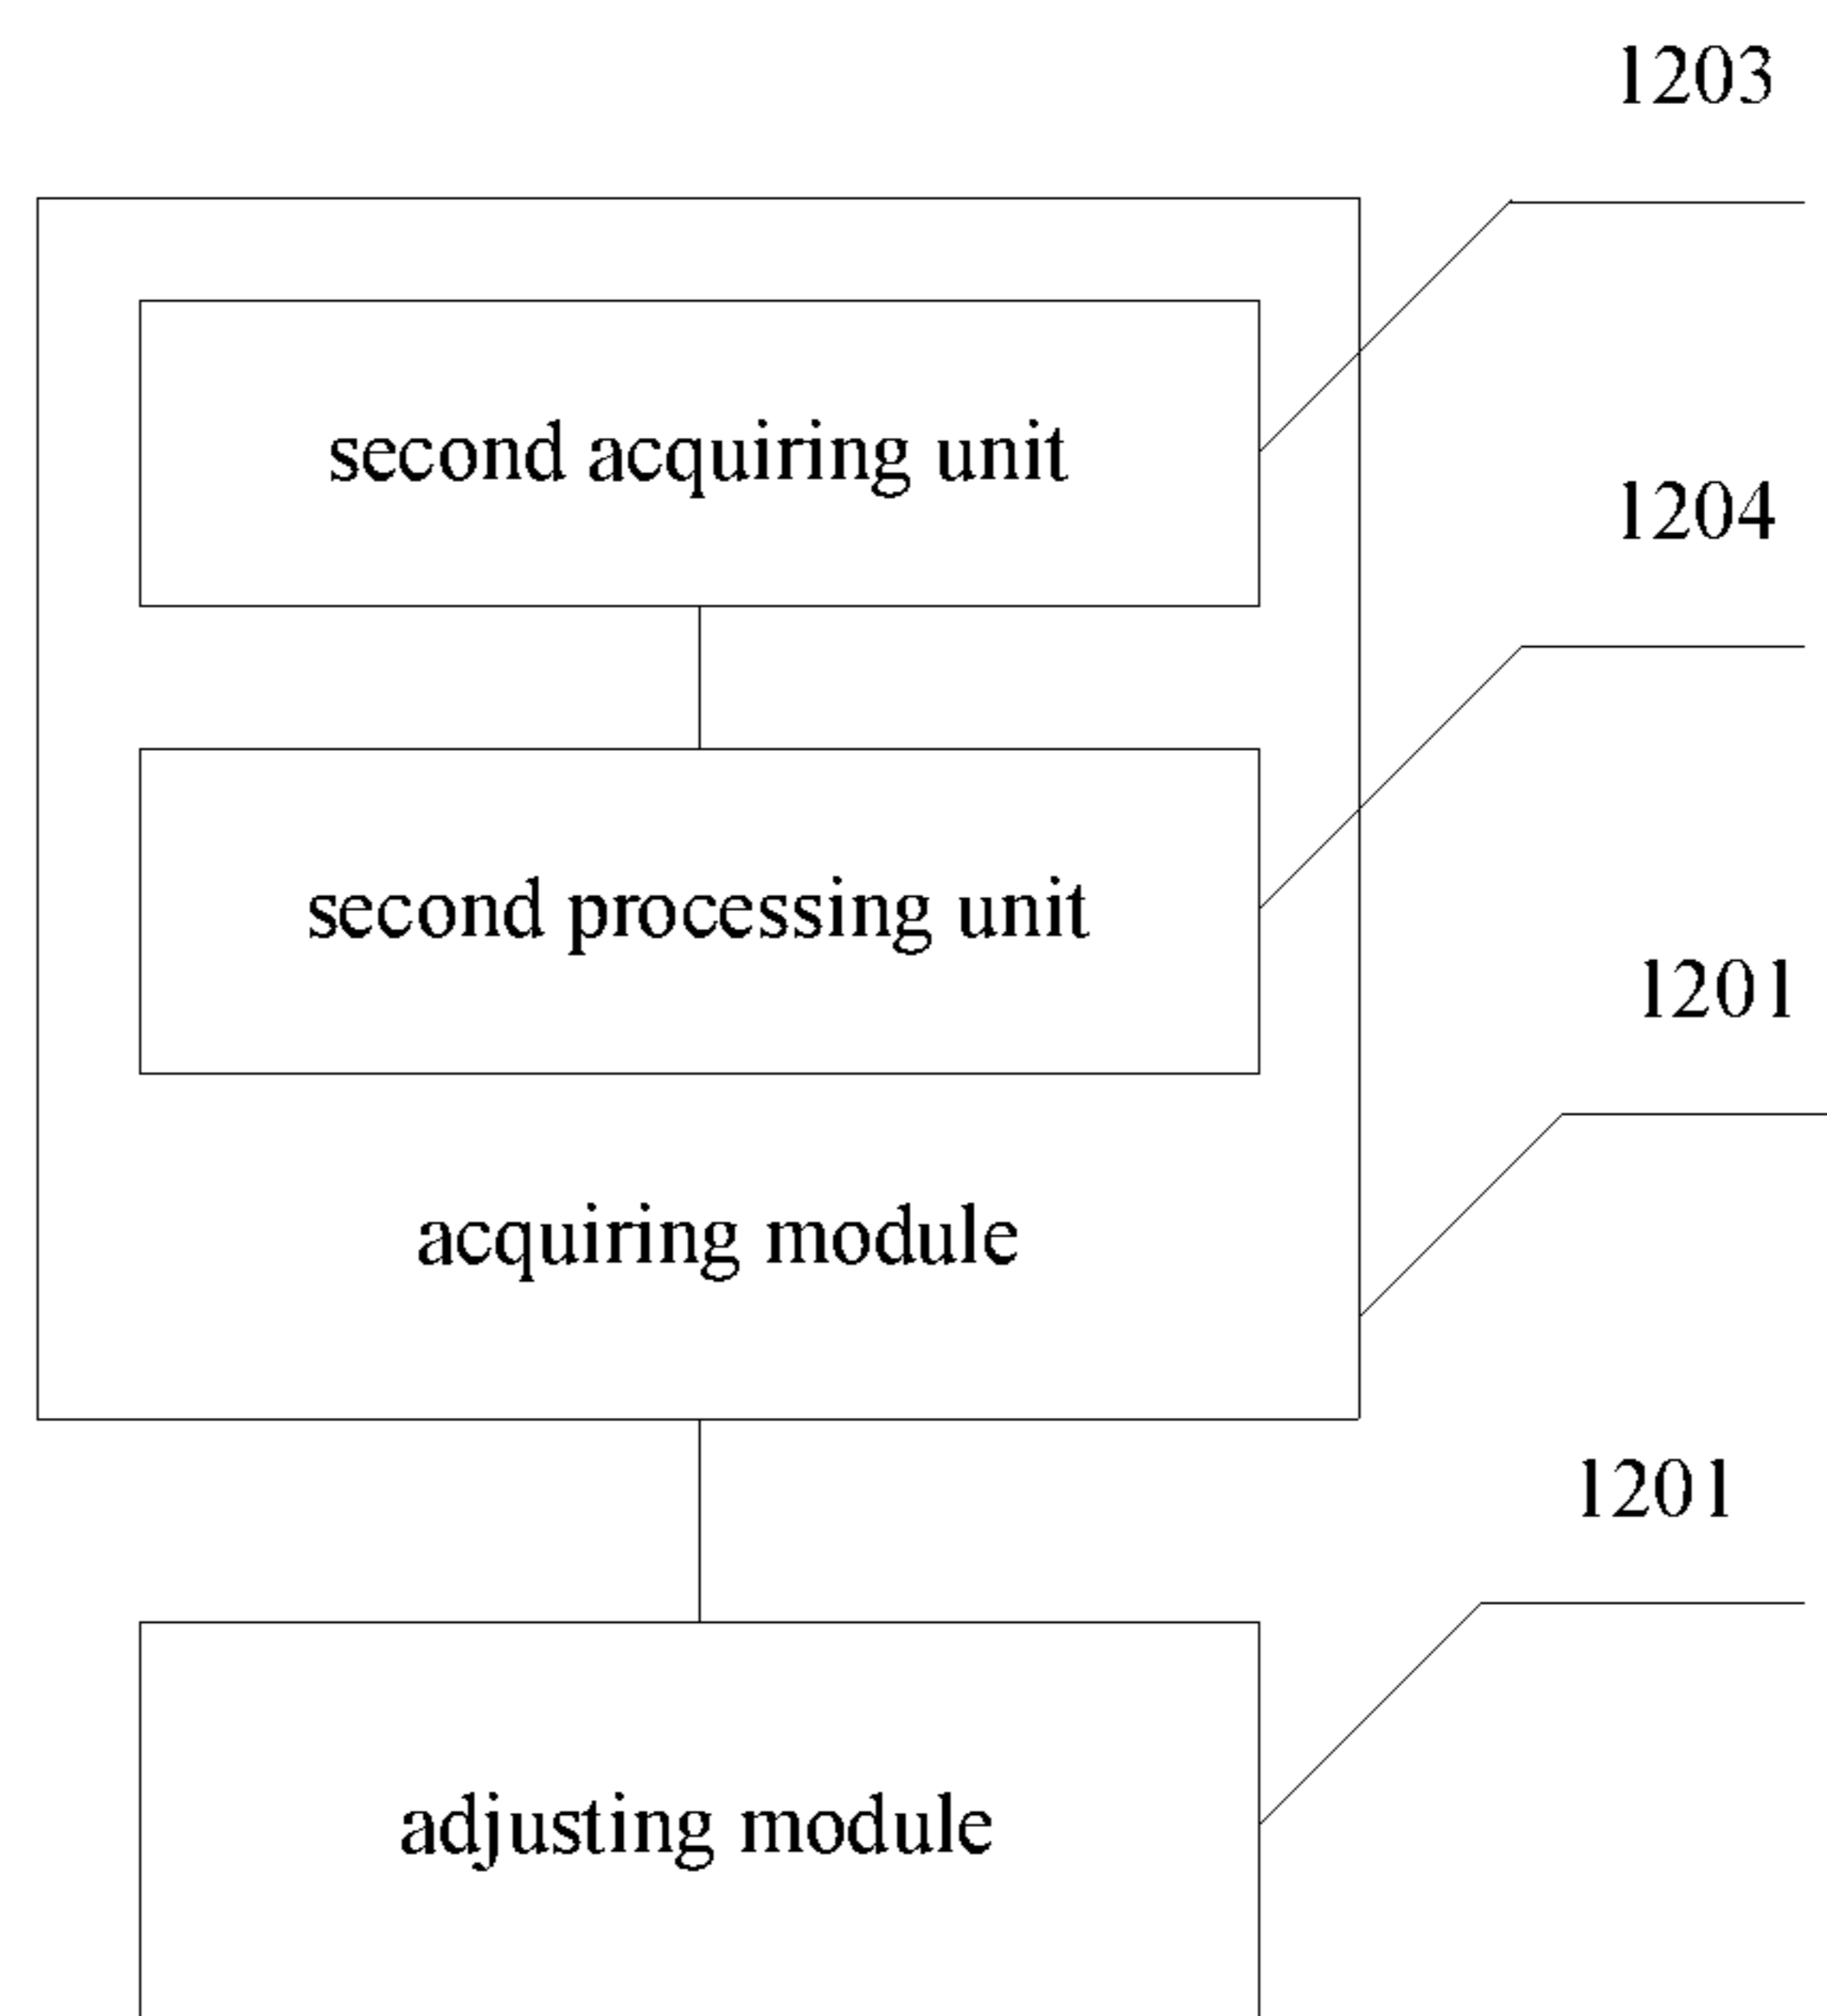 1203
second acquiring unit
1204
second processing unit
1201
acquiring module
1201
adjusting module